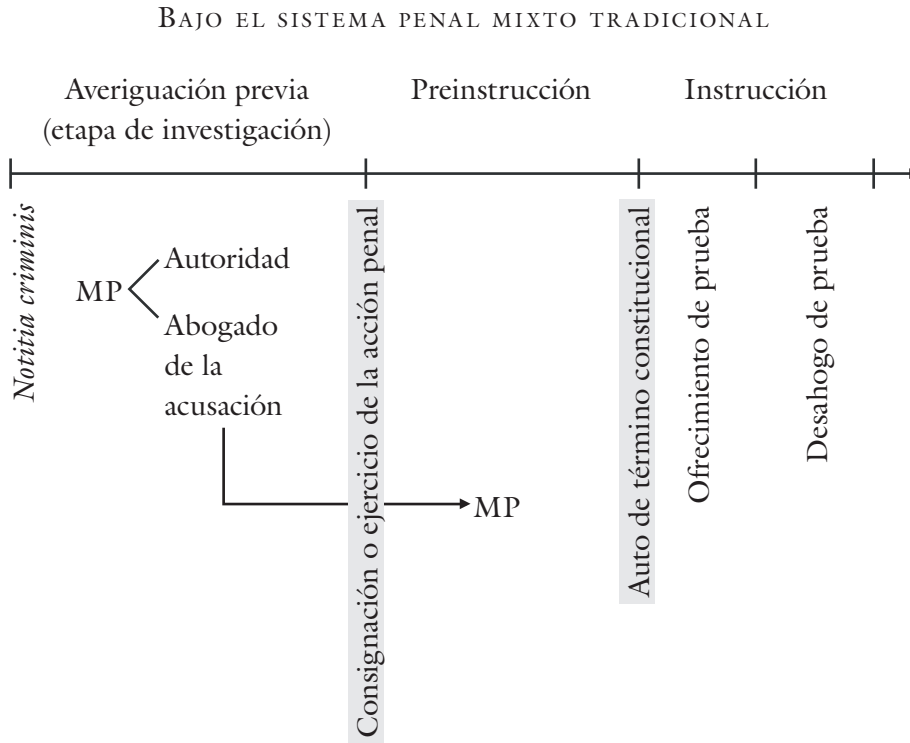 BAJO EL SISTEMA PENAL MIXTO TRADICIONAL
Averiguación previa
(etapa de investigación)
Preinstrucción
Instrucción
Notitia criminis
MP
Autoridad
Abogado
de la
acusación
Consignación o ejercicio de la acción penal
MP
Auto de término constitucional
Ofrecimiento de prueba
Desahogo de prueba